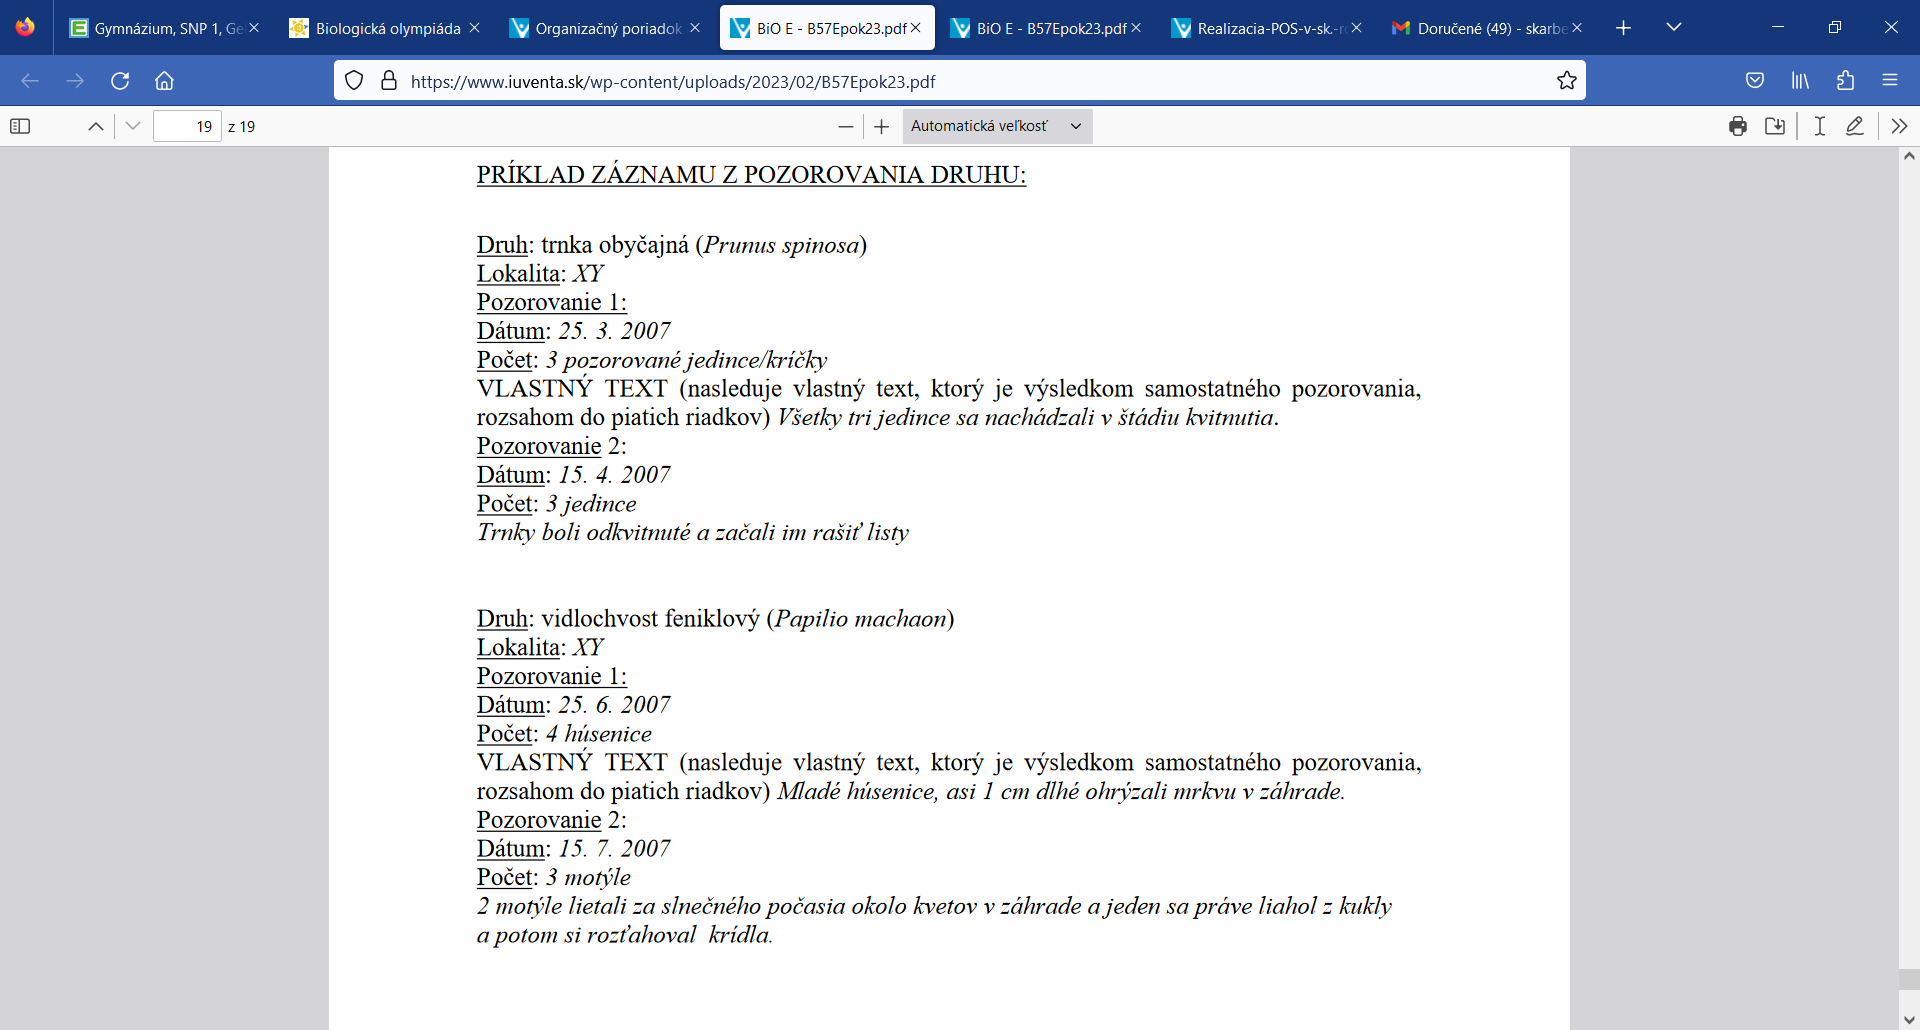 Gymnázium, SNP 1, Ge
Biologická olympiáda
Organizačný poriadok
BiO E - B57Epok23.pdf
BiO E - B57Epok23.pdf
Realizacia-POS-v-sk.-r
Doručené (49) - skarbe
https://www.iuventa.sk/wp-content/uploads/2023/02/B57Epok23.pdf
19 z 19
Automatická veľkosť
PRÍKLAD ZÁZNAMU Z POZOROVANIA DRUHU:
Druh: trnka obyčajná (Prunus spinosa)
Lokalita: XY
Pozorovanie 1:
Dátum: 25. 3. 2007
Počet: 3 pozorované jedince/kríčky
VLASTNÝ TEXT (nasleduje vlastný text, ktorý je výsledkom samostatného pozorovania,
rozsahom do piatich riadkov) Všetky tri jedince sa nachádzali v štádiu kvitnutia.
Pozorovanie 2:
Dátum: 15. 4. 2007
Počet: 3 jedince
Trnky boli odkvitnuté a začali im rašiť listy
Druh: vidlochvost feniklový (Papilio machaon)
Lokalita: XY
Pozorovanie 1:
Dátum: 25. 6. 2007
Počet: 4 húsenice
VLASTNÝ TEXT (nasleduje vlastný text, ktorý je výsledkom samostatného pozorovania,
rozsahom do piatich riadkov) Mladé húsenice, asi 1 cm dlhé ohrýzali mrkvu v záhrade.
Pozorovanie 2:
Dátum: 15. 7. 2007
Počet: 3 motýle
2 motýle lietali za slnečného počasia okolo kvetov v záhrade a jeden sa práve liahol z kukly
a potom si rozťahoval krídla.